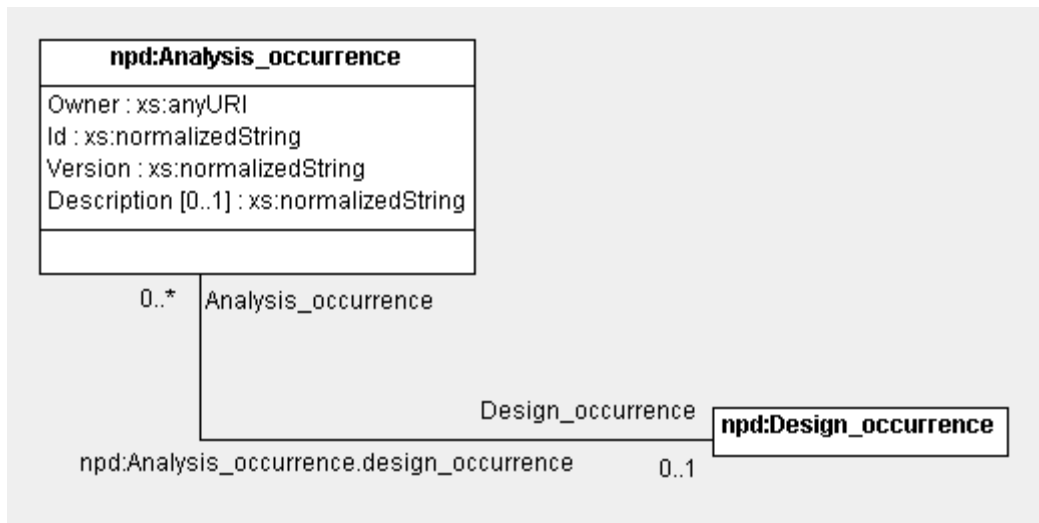 npd:Analysis_occurrence
Owner : xs:anyURI
Id : xs:normalizedString
Version : xs:normalizedString
Description [0..1] : xs:normalizedString
0..* Analysis_occurrence
Design_occurrence
npd:Design_occurrence
npd:Analysis_occurrence.design_occurrence 0..1